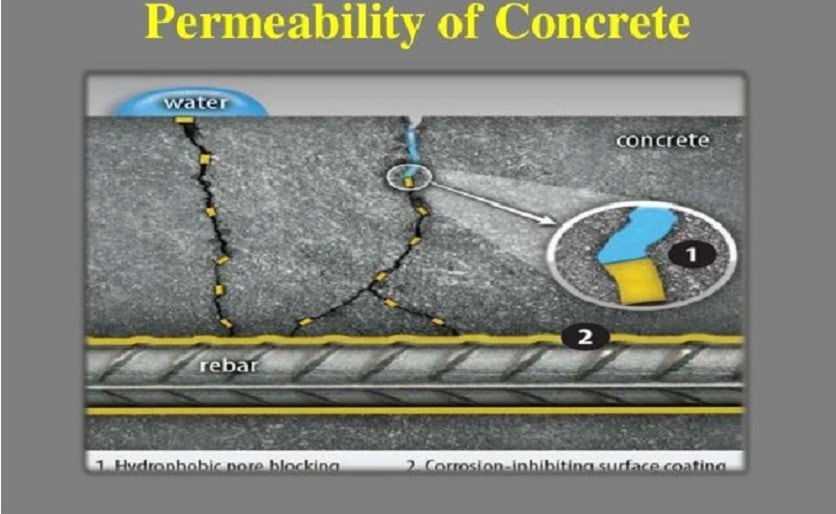 Permeability of Concrete
water
concrete
1
2
rebar
1. Hydrophobic pore blocking 2. Corrosion-inhibiting surface coating